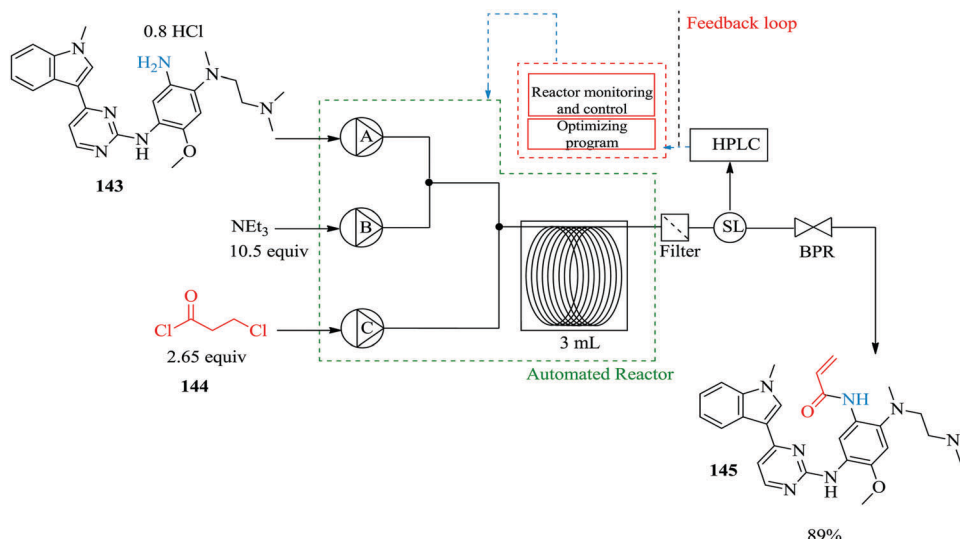 0.8 HCl
Feedback loop
N
H₂N
N
N
Reactor monitoring
and control
Optimizing
program
HPLC
A
N
N
N
H
O
143
NEt₃
10.5 equiv
B
SL
Filter
BPR
O
Cl
Cl
2.65 equiv
144
C
3 mL
Automated Reactor
N
O
NH
N
N
N
N
N
H
O
145
89%